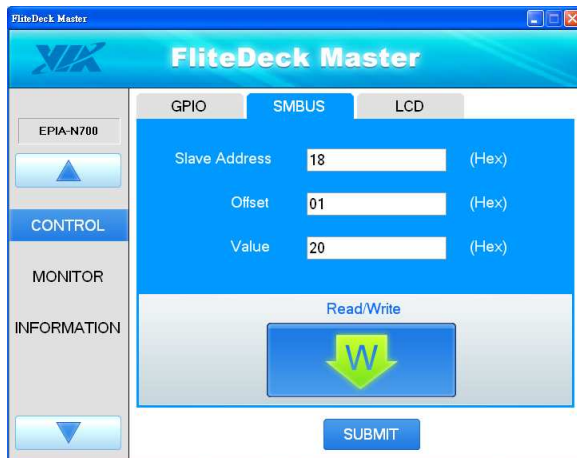 FliteDeck Master
VIA
FliteDeck Master
EPIA-N700
CONTROL
MONITOR
INFORMATION
GPIO
SMBUS
LCD
Slave Address
18
(Hex)
Offset
01
(Hex)
Value
20
(Hex)
Read/Write
W
SUBMIT